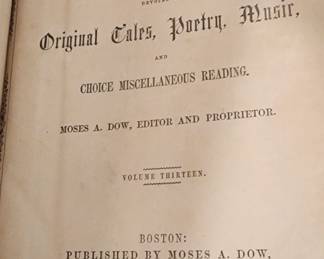 DEVOTED
Original Tales, Poetry, Music,
AND
CHOICE MISCELLANEOUS READING.
MOSES A. DOW, EDITOR AND PROPRIETOR.
VOLUME THIRTEEN.
BOSTON:
PUBLISHED BY MOSES A. DOW,